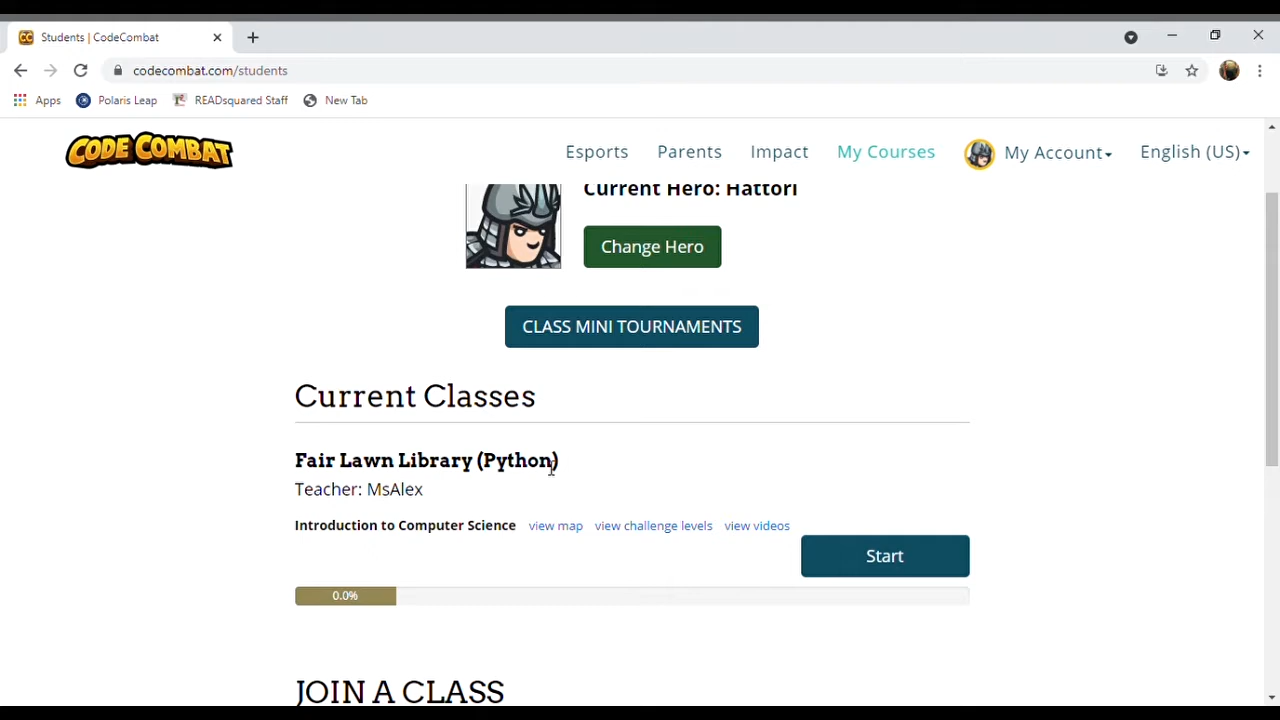 Students | CodeCombat
codecombat.com/students
Apps Polaris Leap READsquared Staff New Tab
CODE COMBAT Esports Parents Impact My Courses My Account English (US)
Current Hero: Hattori
Change Hero
CLASS MINI TOURNAMENTS
Current Classes
Fair Lawn Library (Python)
Teacher: MsAlex
Introduction to Computer Science view map view challenge levels view videos
Start
0.0%
JOIN A CLASS